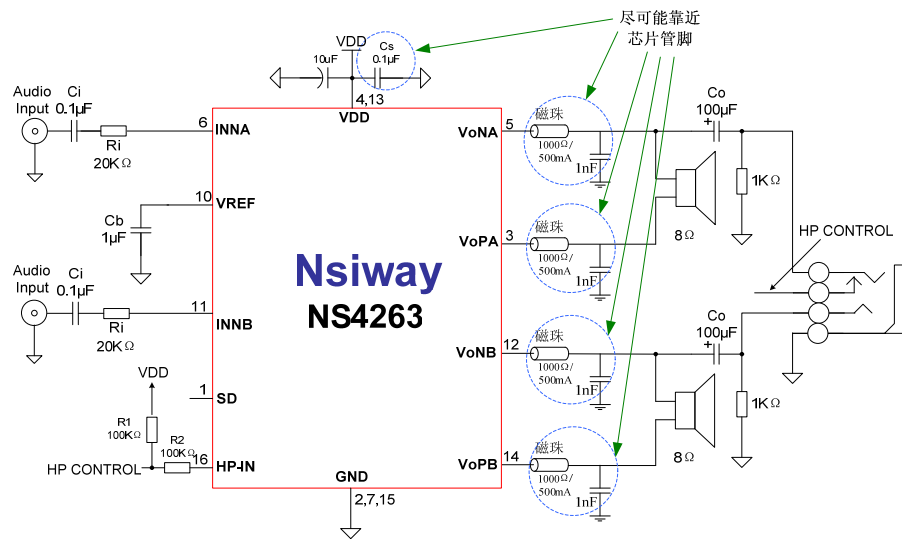 尽可能靠近
芯片管脚
VDD
10uF
Cs
0.1μF
4,13
VDD
Audio
Input
Ci
0.1μF
Ri
20KΩ
6
INNA
VoNA
5
磁珠
1000Ω/
500mA
1nF
Co
100μF
+
1KΩ
8Ω
10
VREF
Cb
1μF
VoPA
3
磁珠
1000Ω/
500mA
1nF
HP CONTROL
Nsiway
NS4263
Audio
Input
Ci
0.1μF
Ri
20KΩ
11
INNB
VoNB
12
磁珠
1000Ω/
500mA
1nF
Co
100μF
+
1KΩ
8Ω
VDD
1
SD
R1
100KΩ
R2
100KΩ
HP CONTROL
16
HP-IN
VoPB
14
磁珠
1000Ω/
500mA
1nF
GND
2,7,15